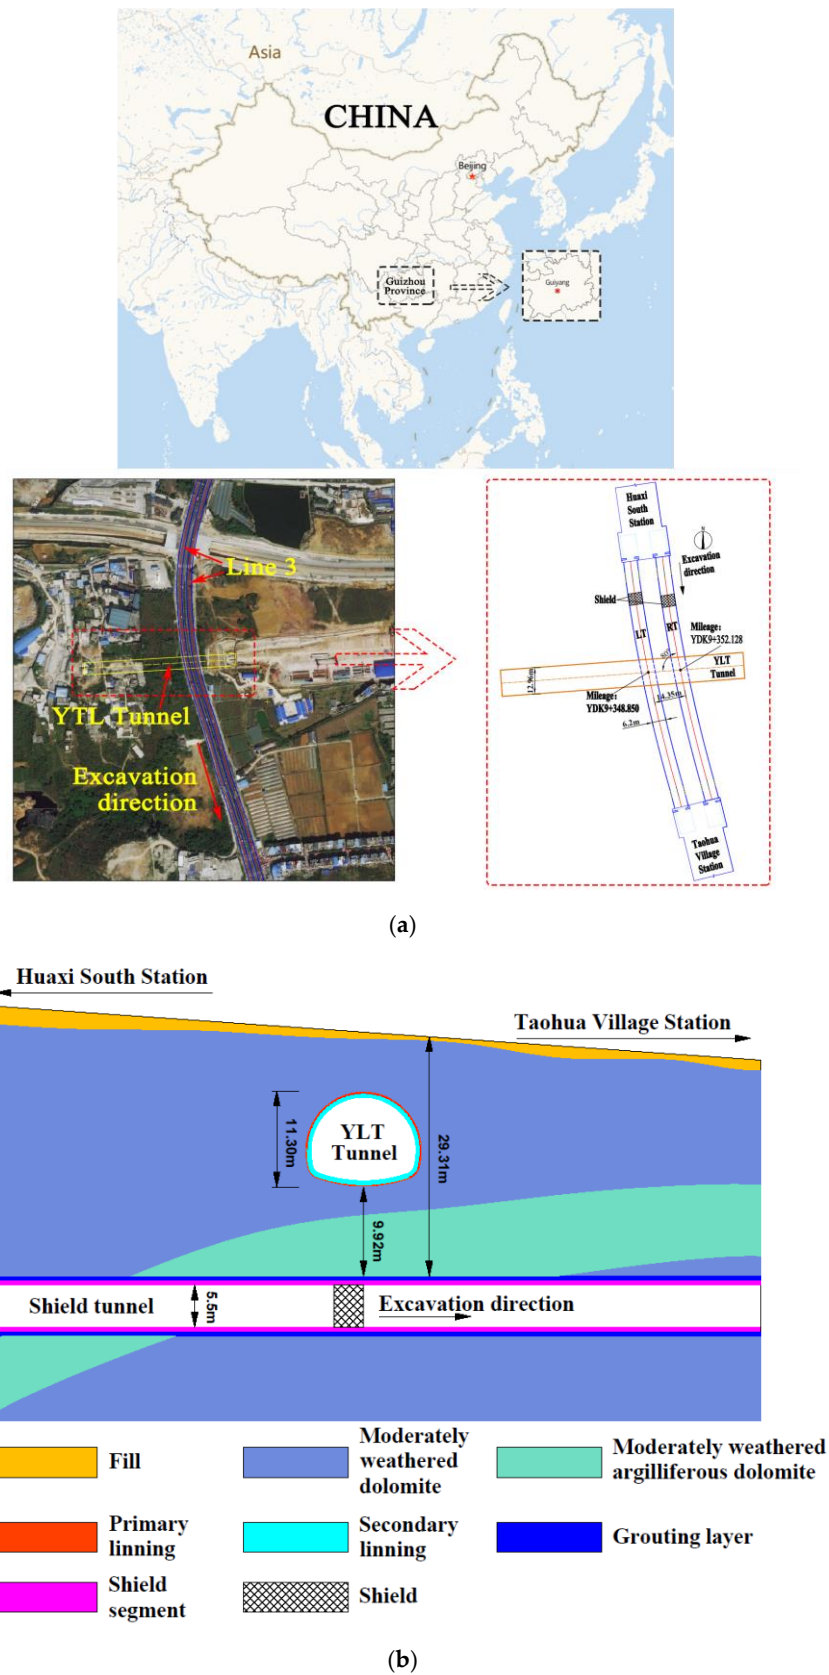 Asia
CHINA
Beijing
Guizhou
Province
Guiyang
Line 3
YTL Tunnel
Excavation
direction
Huaxi
South
Station
N
Excavation
direction
Shield
LT
RT
Mileage:
YDK9+352.128
YLT
Tunnel
12.96m
Mileage:
YDK9+348.850
14.35m
6.2m
Taohua
Village
Station
(a)
Huaxi South Station
Taohua Village Station
11.30m
YLT
Tunnel
29.31m
9.92m
Shield tunnel
5.5m
Excavation direction
Fill
Moderately
weathered
dolomite
Moderately weathered
argilliferous dolomite
Primary
linning
Secondary
linning
Grouting layer
Shield
segment
Shield
(b)